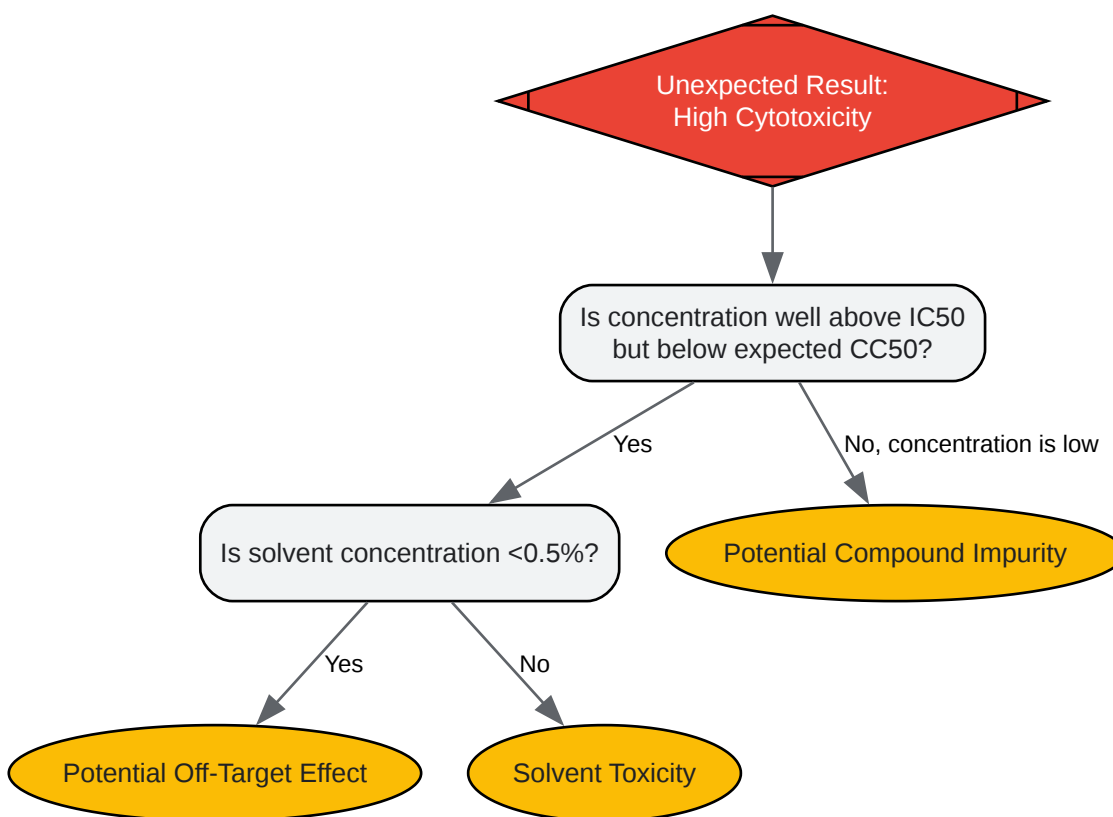 Unexpected Result:
High Cytotoxicity
Is concentration well above IC50
but below expected CC50?
Yes
No, concentration is low
Is solvent concentration <0.5%?
Potential Compound Impurity
Yes
No
Potential Off-Target Effect
Solvent Toxicity